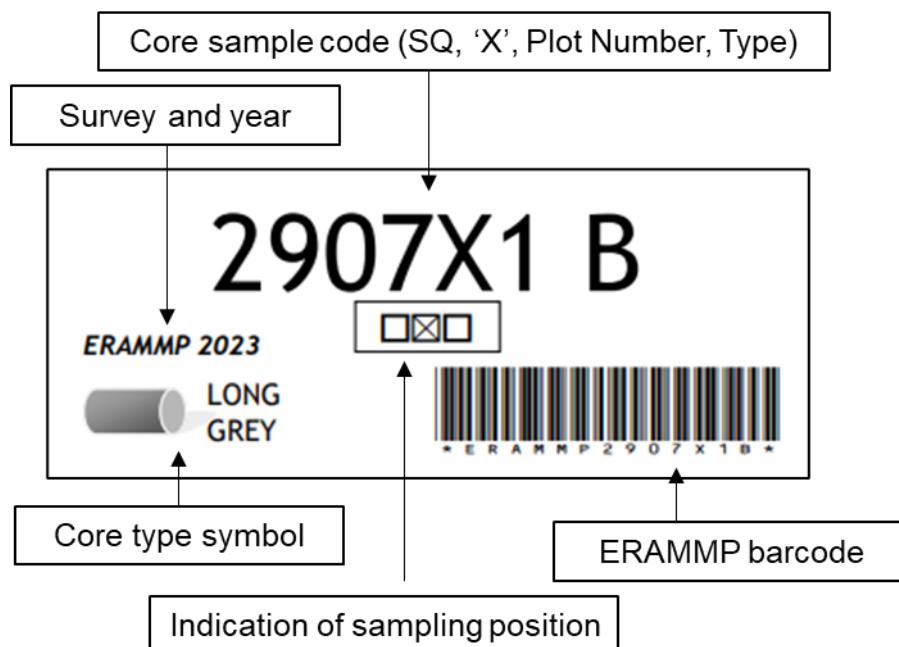 Core sample code (SQ, ‘X’, Plot Number, Type)
Survey and year
2907X1 B
ERAMMP 2023
LONG
GREY
*ERAMMP2907X1B*
Core type symbol
ERAMMP barcode
Indication of sampling position